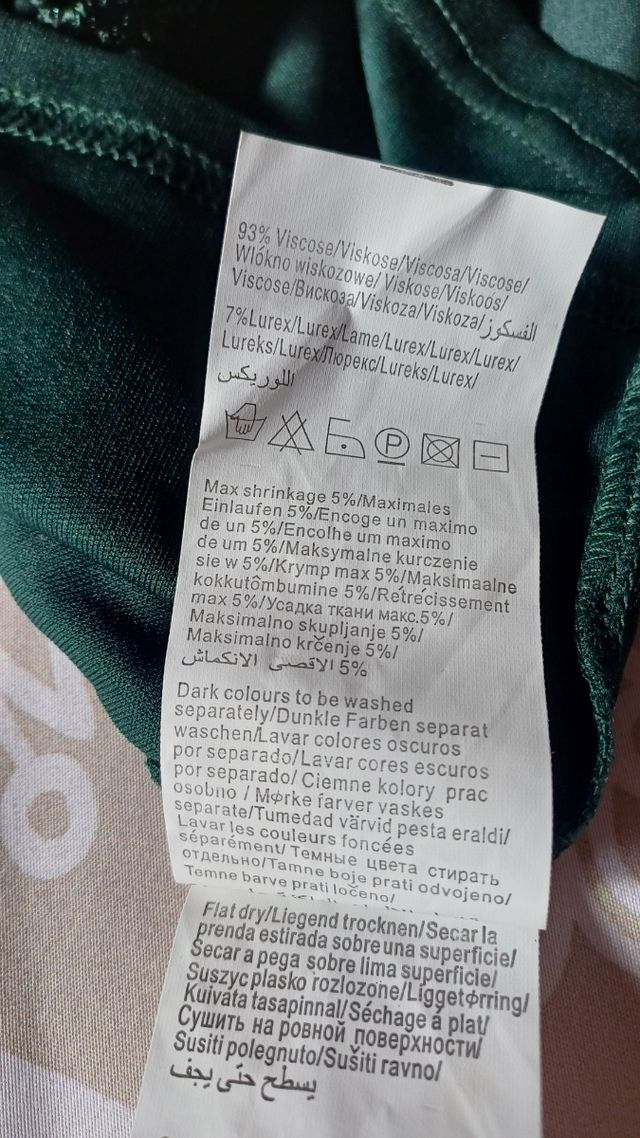 93% Viscose/Viskose/Viscosa/Viscose/
Wlókno wiskozowe/ Viskose/Viskoos/
Viscose/Вискоза/Viskoza/Viskoza/الفسكوز
7%Lurex/Lurex/Lame/Lurex/Lurex/Lurex/
Lureks/Lurex/Люрекс/Lureks/Lurex/
اللوريكس
P
Max shrinkage 5%/Maximales
Einlaufen 5%/Encoge un maximo
de un 5%/Encolhe um maximo
de um 5%/Maksymalne kurczenie
sie w 5%/Krymp max 5%/Maksimaalne
kokkutômbumine 5%/Rétrécissement
max 5%/Усадка ткани макс.5%/
Maksimalno skupljanje 5%/
Maksimalno krčenje 5%/
5% الاقصى الانكماش
Dark colours to be washed
separately/Dunkle Farben separat
waschen/Lavar colores oscuros
por separado/Lavar cores escuros
por separado/ Ciemne kolory prac
osobno / Mørke farver vaskes
separate/Tumedad värvid pesta eraldi/
Lavar les couleurs foncées
séparément/ Темные цвета стирать
отдельно/Tamne boje prati odvojeno/
Temne barve prati ločeno/
Flat dry/Liegend trocknen/Secar la
prenda estirada sobre una superficie/
Secar a pega sobre lima superficie/
Suszyc plasko rozlozone/Liggetørring/
Kuivata tasapinnal/Séchage á plat/
Сушить на ровной поверхности/
Susiti polegnuto/Sušiti ravno/
يسطح حتى يجف